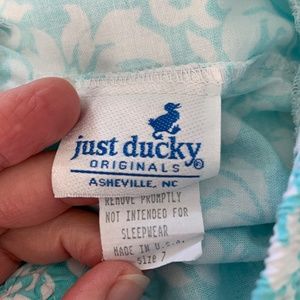 just ducky
ORIGINALS ®
ASHEVILLE, NC
REMOVE PROMPTLY
NOT INTENDED FOR
SLEEPWEAR
MADE IN U.S.A.
Size 7